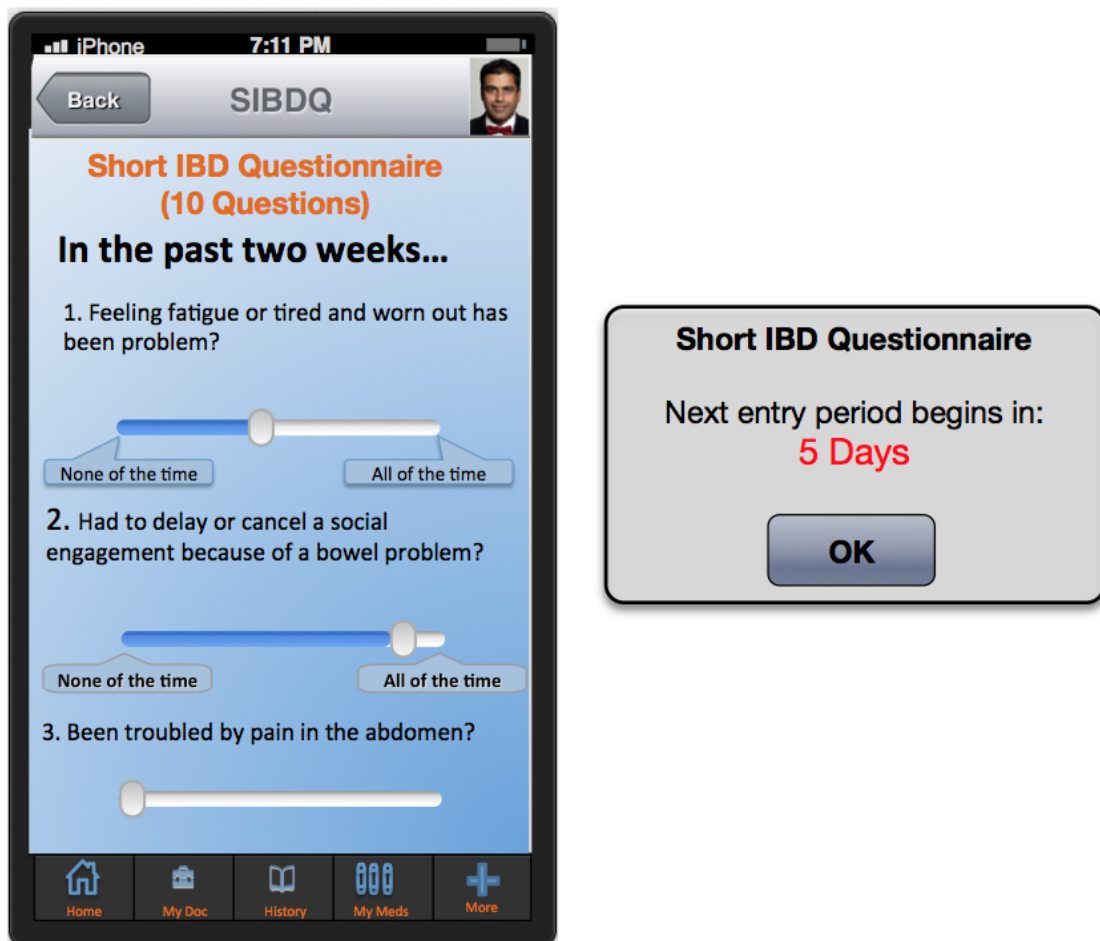 iPhone 7:11 PM
Back SIBDQ
Short IBD Questionnaire
(10 Questions)
In the past two weeks...
1. Feeling fatigue or tired and worn out has
been problem?
None of the time All of the time
2. Had to delay or cancel a social
engagement because of a bowel problem?
None of the time All of the time
3. Been troubled by pain in the abdomen?
Home My Doc History My Meds More
Short IBD Questionnaire
Next entry period begins in:
5 Days
OK